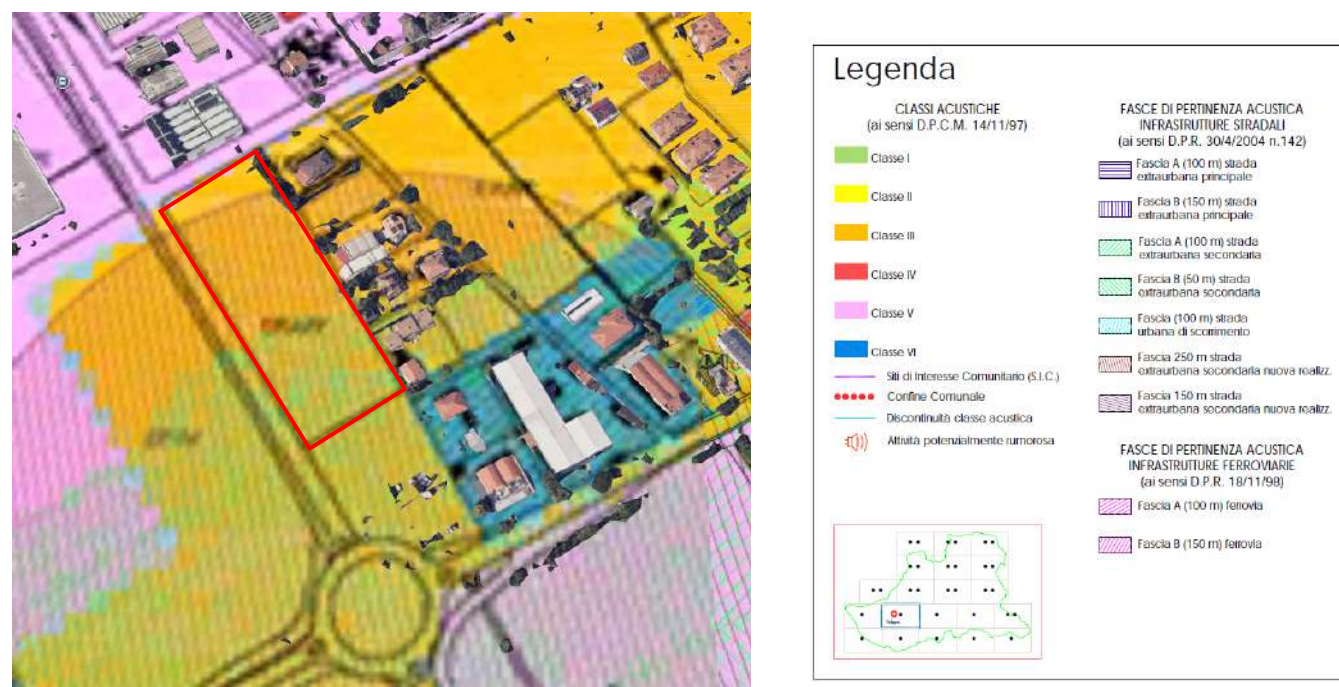 Legenda
CLASSI ACUSTICHE
(ai sensi D.P.C.M. 14/11/97)
Classe I
Classe II
Classe III
Classe IV
Classe V
Classe VI
Siti di Interesse Comunitario (S.I.C.)
Confine Comunale
Discontinuità classe acustica
Attività potenzialmente rumorosa
FASCE DI PERTINENZA ACUSTICA
INFRASTRUTTURE STRADALI
(ai sensi D.P.R. 30/4/2004 n.142)
Fascia A (100 m) strada
extraurbana principale
Fascia B (150 m) strada
extraurbana principale
Fascia A (100 m) strada
extraurbana secondaria
Fascia B (50 m) strada
extraurbana secondaria
Fascia (100 m) strada
urbana di scorrimento
Fascia 250 m strada
extraurbana secondaria nuova realizz.
Fascia 150 m strada
extraurbana secondaria nuova realizz.
FASCE DI PERTINENZA ACUSTICA
INFRASTRUTTURE FERROVIARIE
(ai sensi D.P.R. 18/11/98)
Fascia A (100 m) ferrovia
Fascia B (150 m) ferrovia